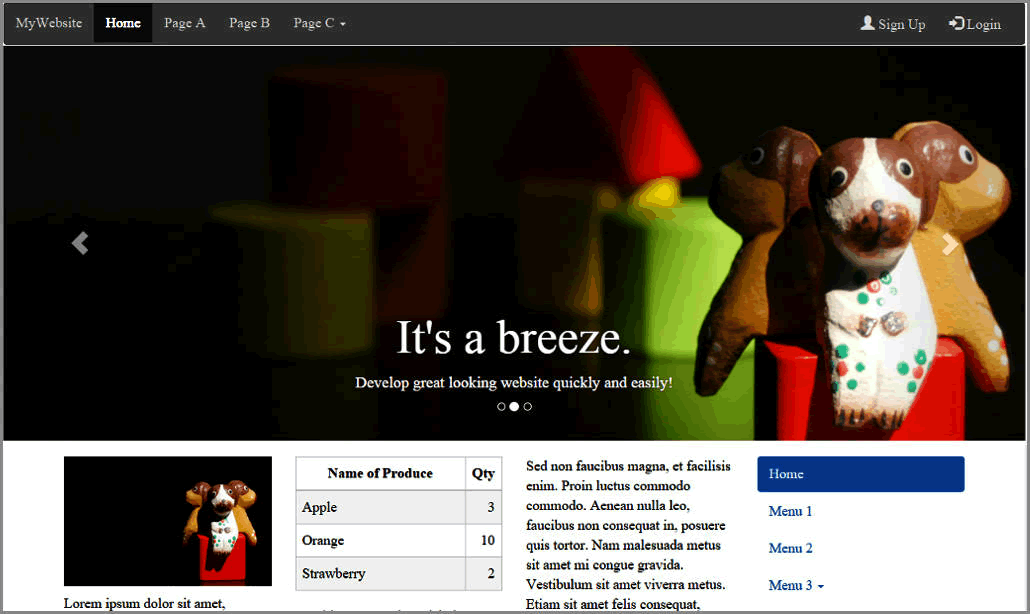 MyWebsite Home Page A Page B Page C Sign Up Login
It's a breeze.
Develop great looking website quickly and easily!
Lorem ipsum dolor sit amet,
Name of Produce Qty
Apple 3
Orange 10
Strawberry 2
Sed non faucibus magna, et facilisis
enim. Proin luctus commodo
commodo. Aenean nulla leo,
faucibus non consequat in, posuere
quis tortor. Nam malesuada metus
sit amet mi congue gravida.
Vestibulum sit amet viverra metus.
Etiam sit amet felis consequat,
Home
Menu 1
Menu 2
Menu 3